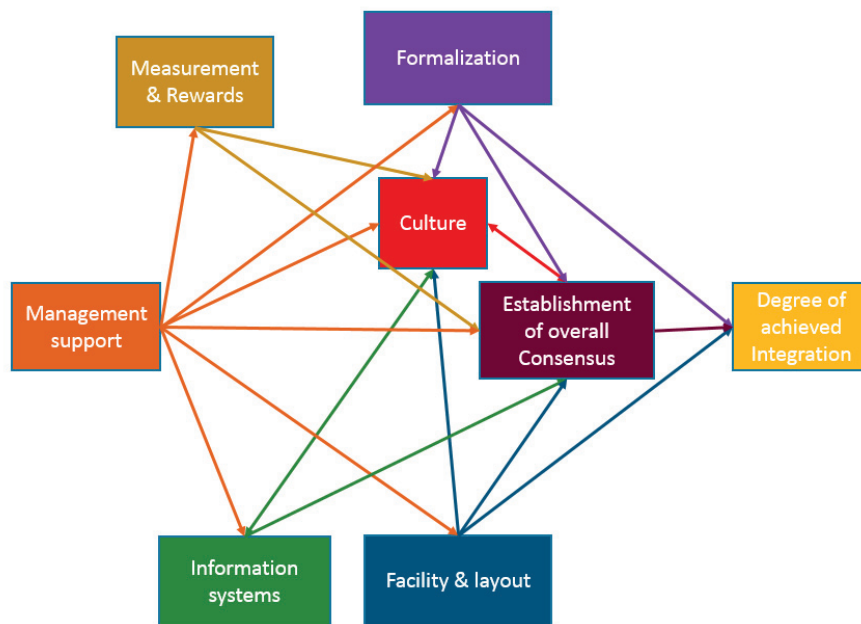 Formalization
Measurement
& Rewards
Culture
Management
support
Establishment
of overall
Consensus
Degree of
achieved
Integration
Information
systems
Facility & layout